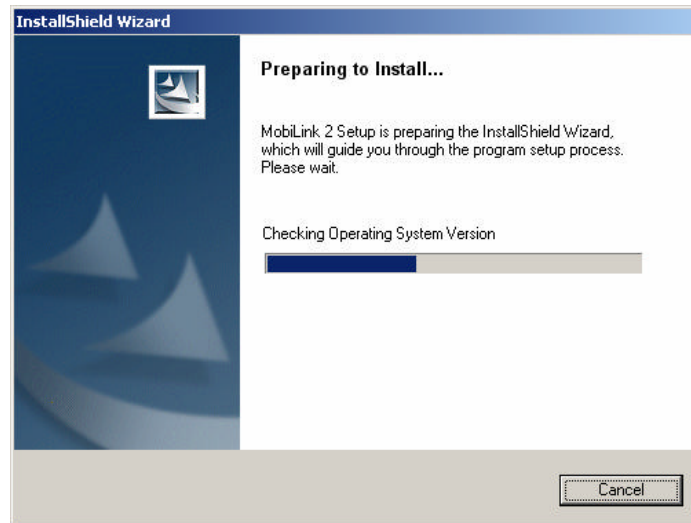 InstallShield Wizard
Preparing to Install...
MobiLink 2 Setup is preparing the InstallShield Wizard,
which will guide you through the program setup process.
Please wait.
Checking Operating System Version
Cancel